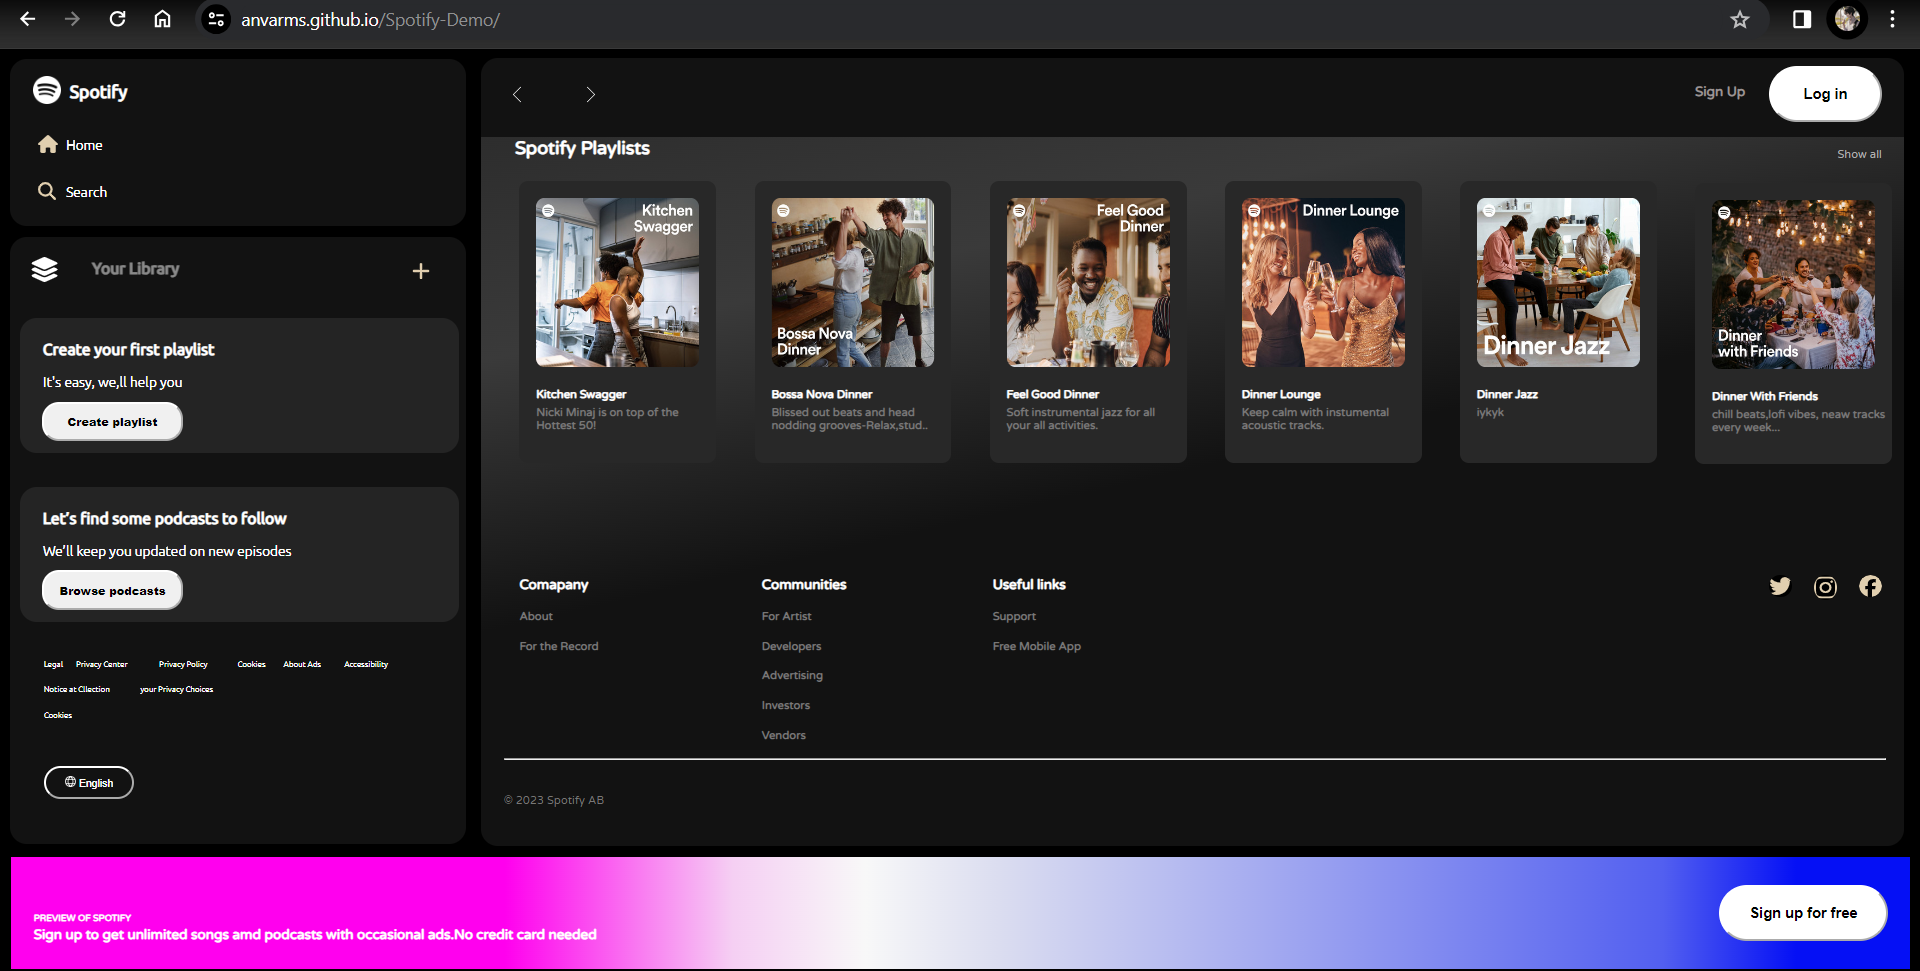 anvarms.github.io/Spotify-Demo/
Spotify
Home
Search
Your Library
Create your first playlist
It's easy, we,ll help you
Create playlist
Let's find some podcasts to follow
We'll keep you updated on new episodes
Browse podcasts
Legal Privacy Center Privacy Policy Cookies About Ads Accessibility
Notice at Cllection your Privacy Choices
Cookies
English
Sign Up
Log in
Spotify Playlists
Show all
Kitchen
Swagger
Kitchen Swagger
Nicki Minaj is on top of the
Hottest 50!
Bossa Nova
Dinner
Bossa Nova Dinner
Blissed out beats and head
nodding grooves-Relax,stud..
Feel Good
Dinner
Feel Good Dinner
Soft instrumental jazz for all
your all activities.
Dinner Lounge
Dinner Lounge
Keep calm with instumental
acoustic tracks.
Dinner Jazz
Dinner Jazz
iykyk
Dinner
with Friends
Dinner With Friends
chill beats,lofi vibes, neaw tracks
every week...
Comapany
About
For the Record
Communities
For Artist
Developers
Advertising
Investors
Vendors
Useful links
Support
Free Mobile App
© 2023 Spotify AB
PREVIEW OF SPOTIFY
Sign up to get unlimited songs amd podcasts with occasional ads.No credit card needed
Sign up for free